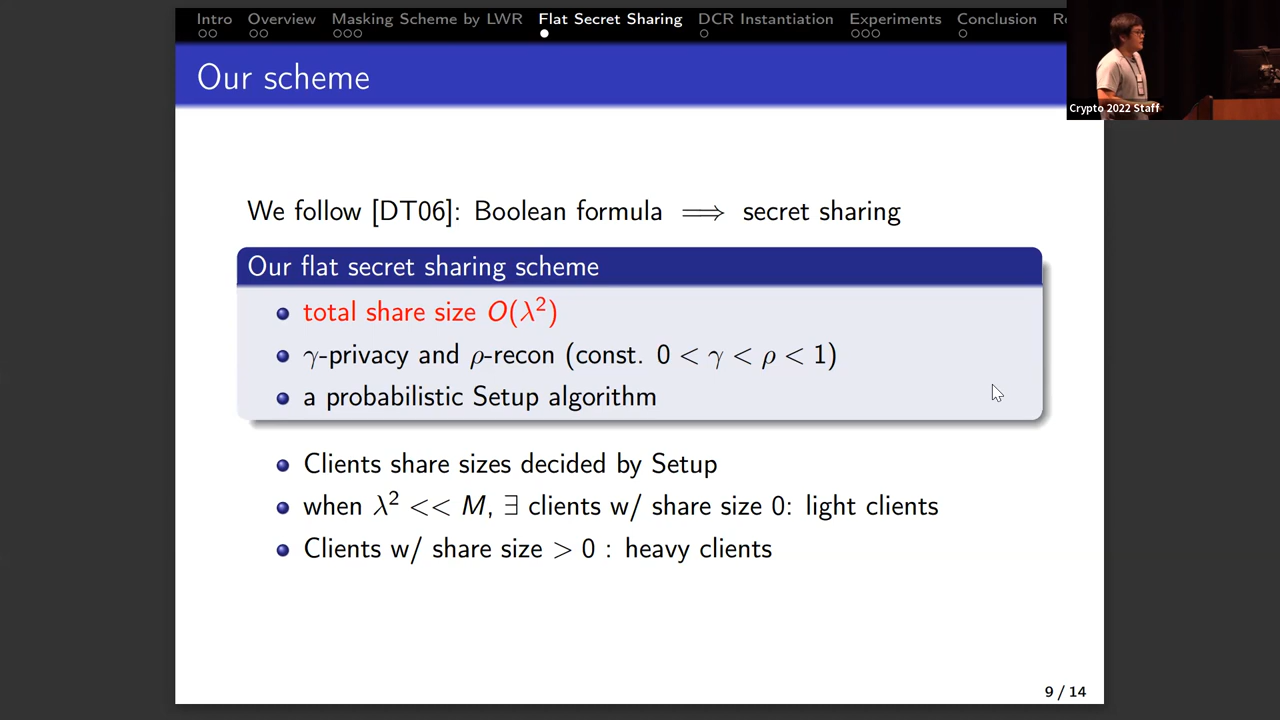 Intro Overview Masking Scheme by LWR Flat Secret Sharing DCR Instantiation Experiments Conclusion Re
Crypto 2022 Staff
Our scheme
We follow [DT06]: Boolean formula ⟹ secret sharing
Our flat secret sharing scheme
total share size O(λ²)
γ-privacy and ρ-recon (const. 0 < γ < ρ < 1)
a probabilistic Setup algorithm
Clients share sizes decided by Setup
when λ² << M, ∃ clients w/ share size 0: light clients
Clients w/ share size > 0 : heavy clients
9 / 14